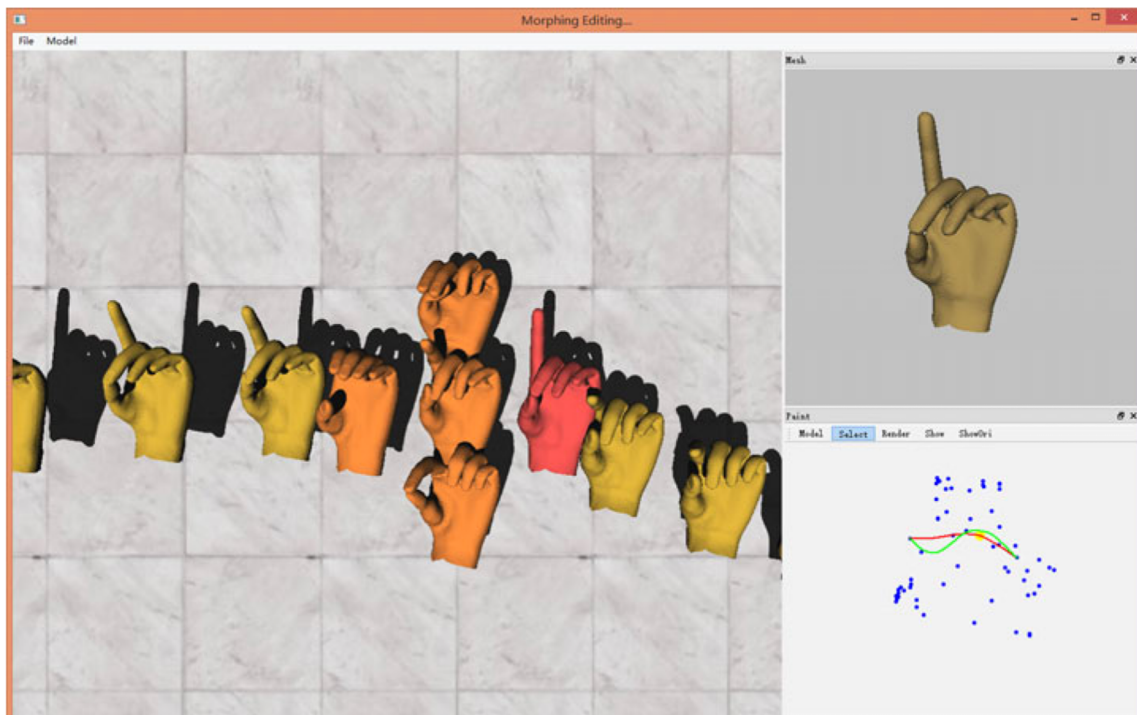 Morphing Editing...
File Model
Mesh
Paint
Model Select Render Show ShowOri